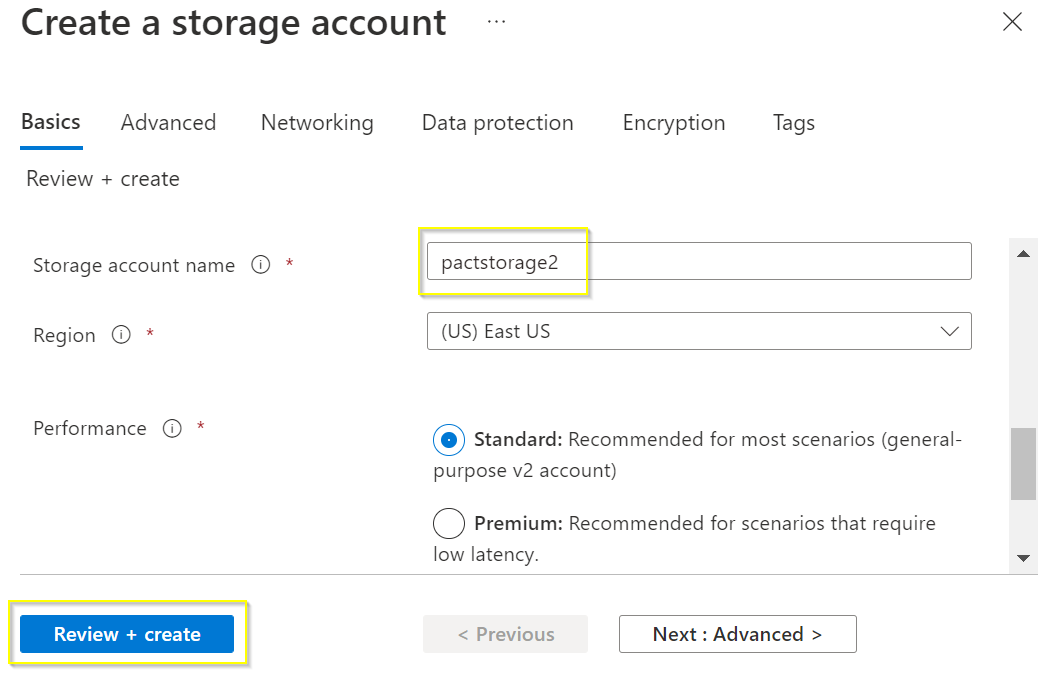 Create a storage account ...
Basics Advanced Networking Data protection Encryption Tags
Review + create
Storage account name * pactstorage2
Region * (US) East US
Performance * Standard: Recommended for most scenarios (general-
purpose v2 account)
Premium: Recommended for scenarios that require
low latency.
Review + create < Previous Next : Advanced >